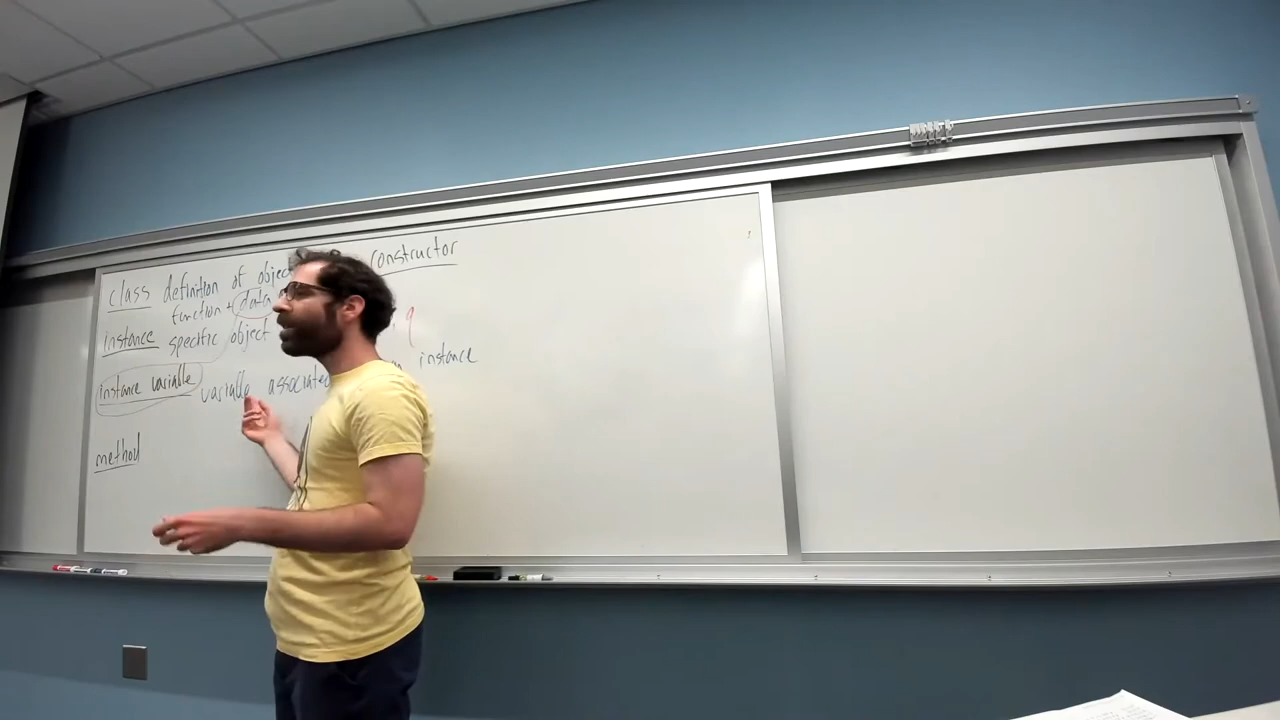 class definition of object constructor
function + data
instance specific object
instance variable variable associated instance
method